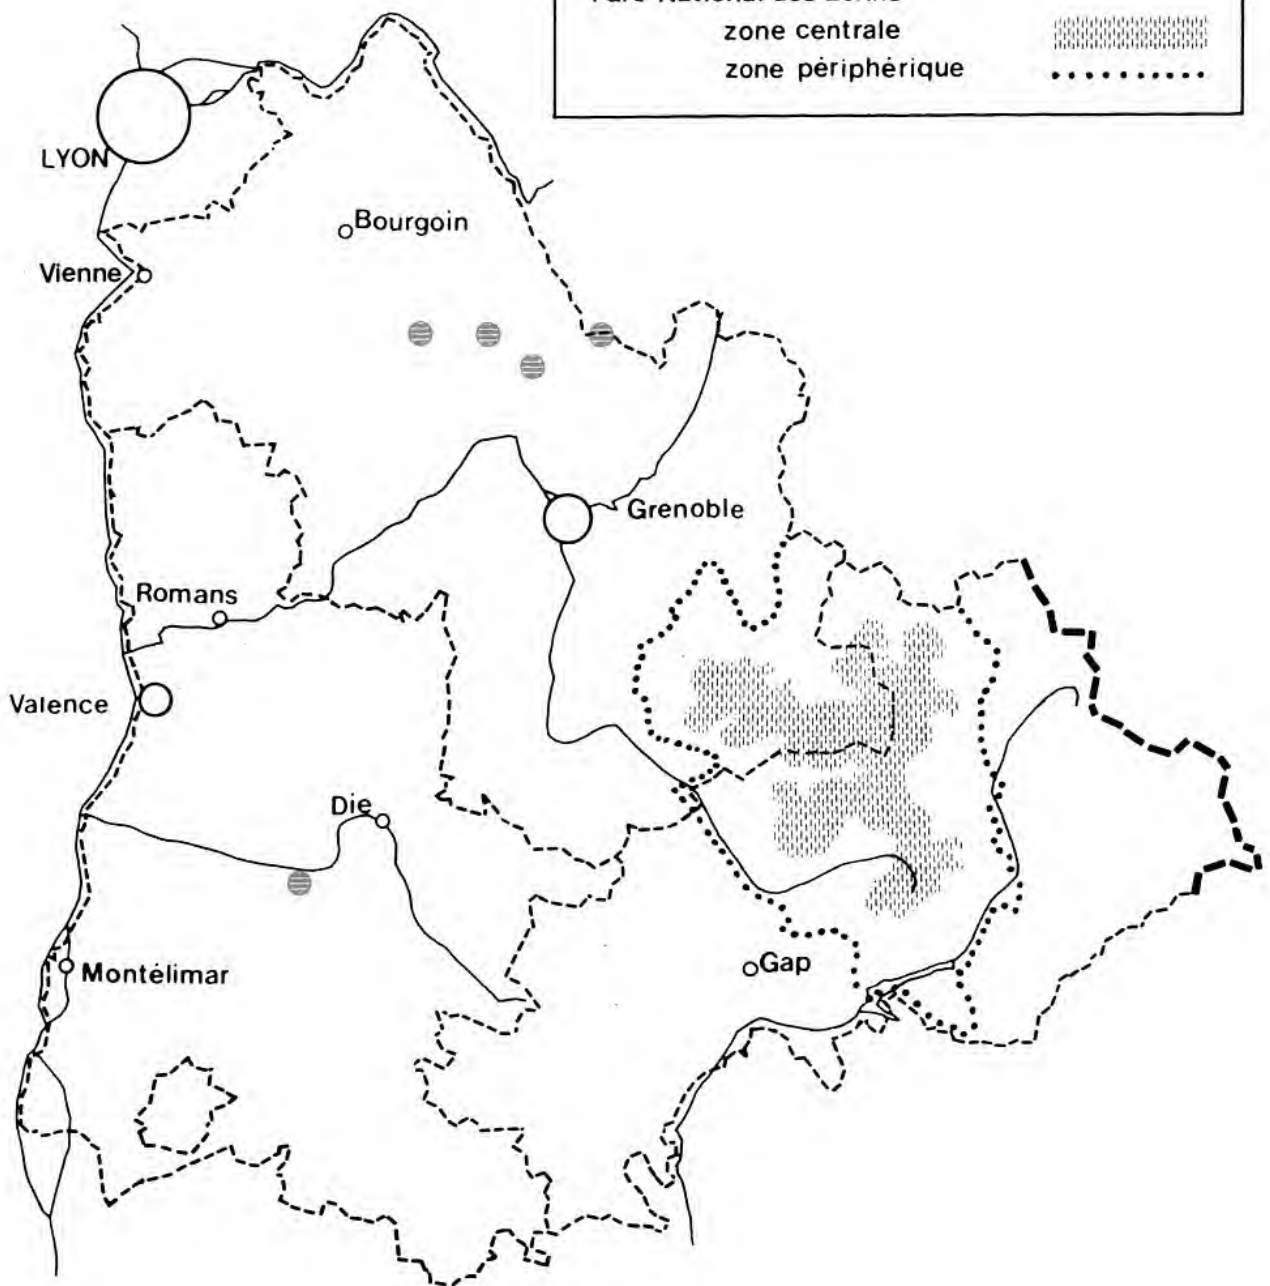 zone centrale
zone périphérique
LYON
Bourgoin
Vienne
Grenoble
Romans
Valence
Die
Montélimar
Gap